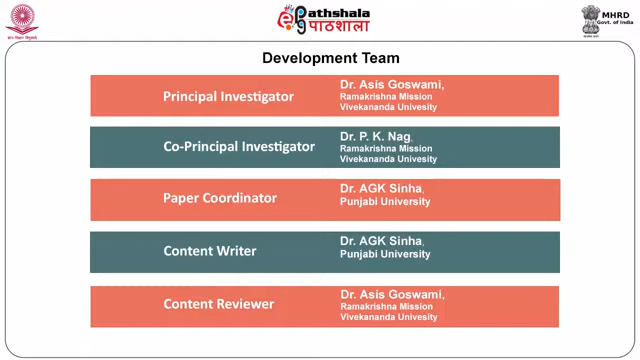 Pathshala
पाठशाला
MHRD
Govt. of India
Development Team
Principal Investigator
Dr. Asis Goswami,
Ramakrishna Mission
Vivekananda Univesity
Co-Principal Investigator
Dr. P. K. Nag,
Ramakrishna Mission
Vivekananda Univesity
Paper Coordinator
Dr. AGK Sinha,
Punjabi University
Content Writer
Dr. AGK Sinha,
Punjabi University
Content Reviewer
Dr. Asis Goswami,
Ramakrishna Mission
Vivekananda Univesity